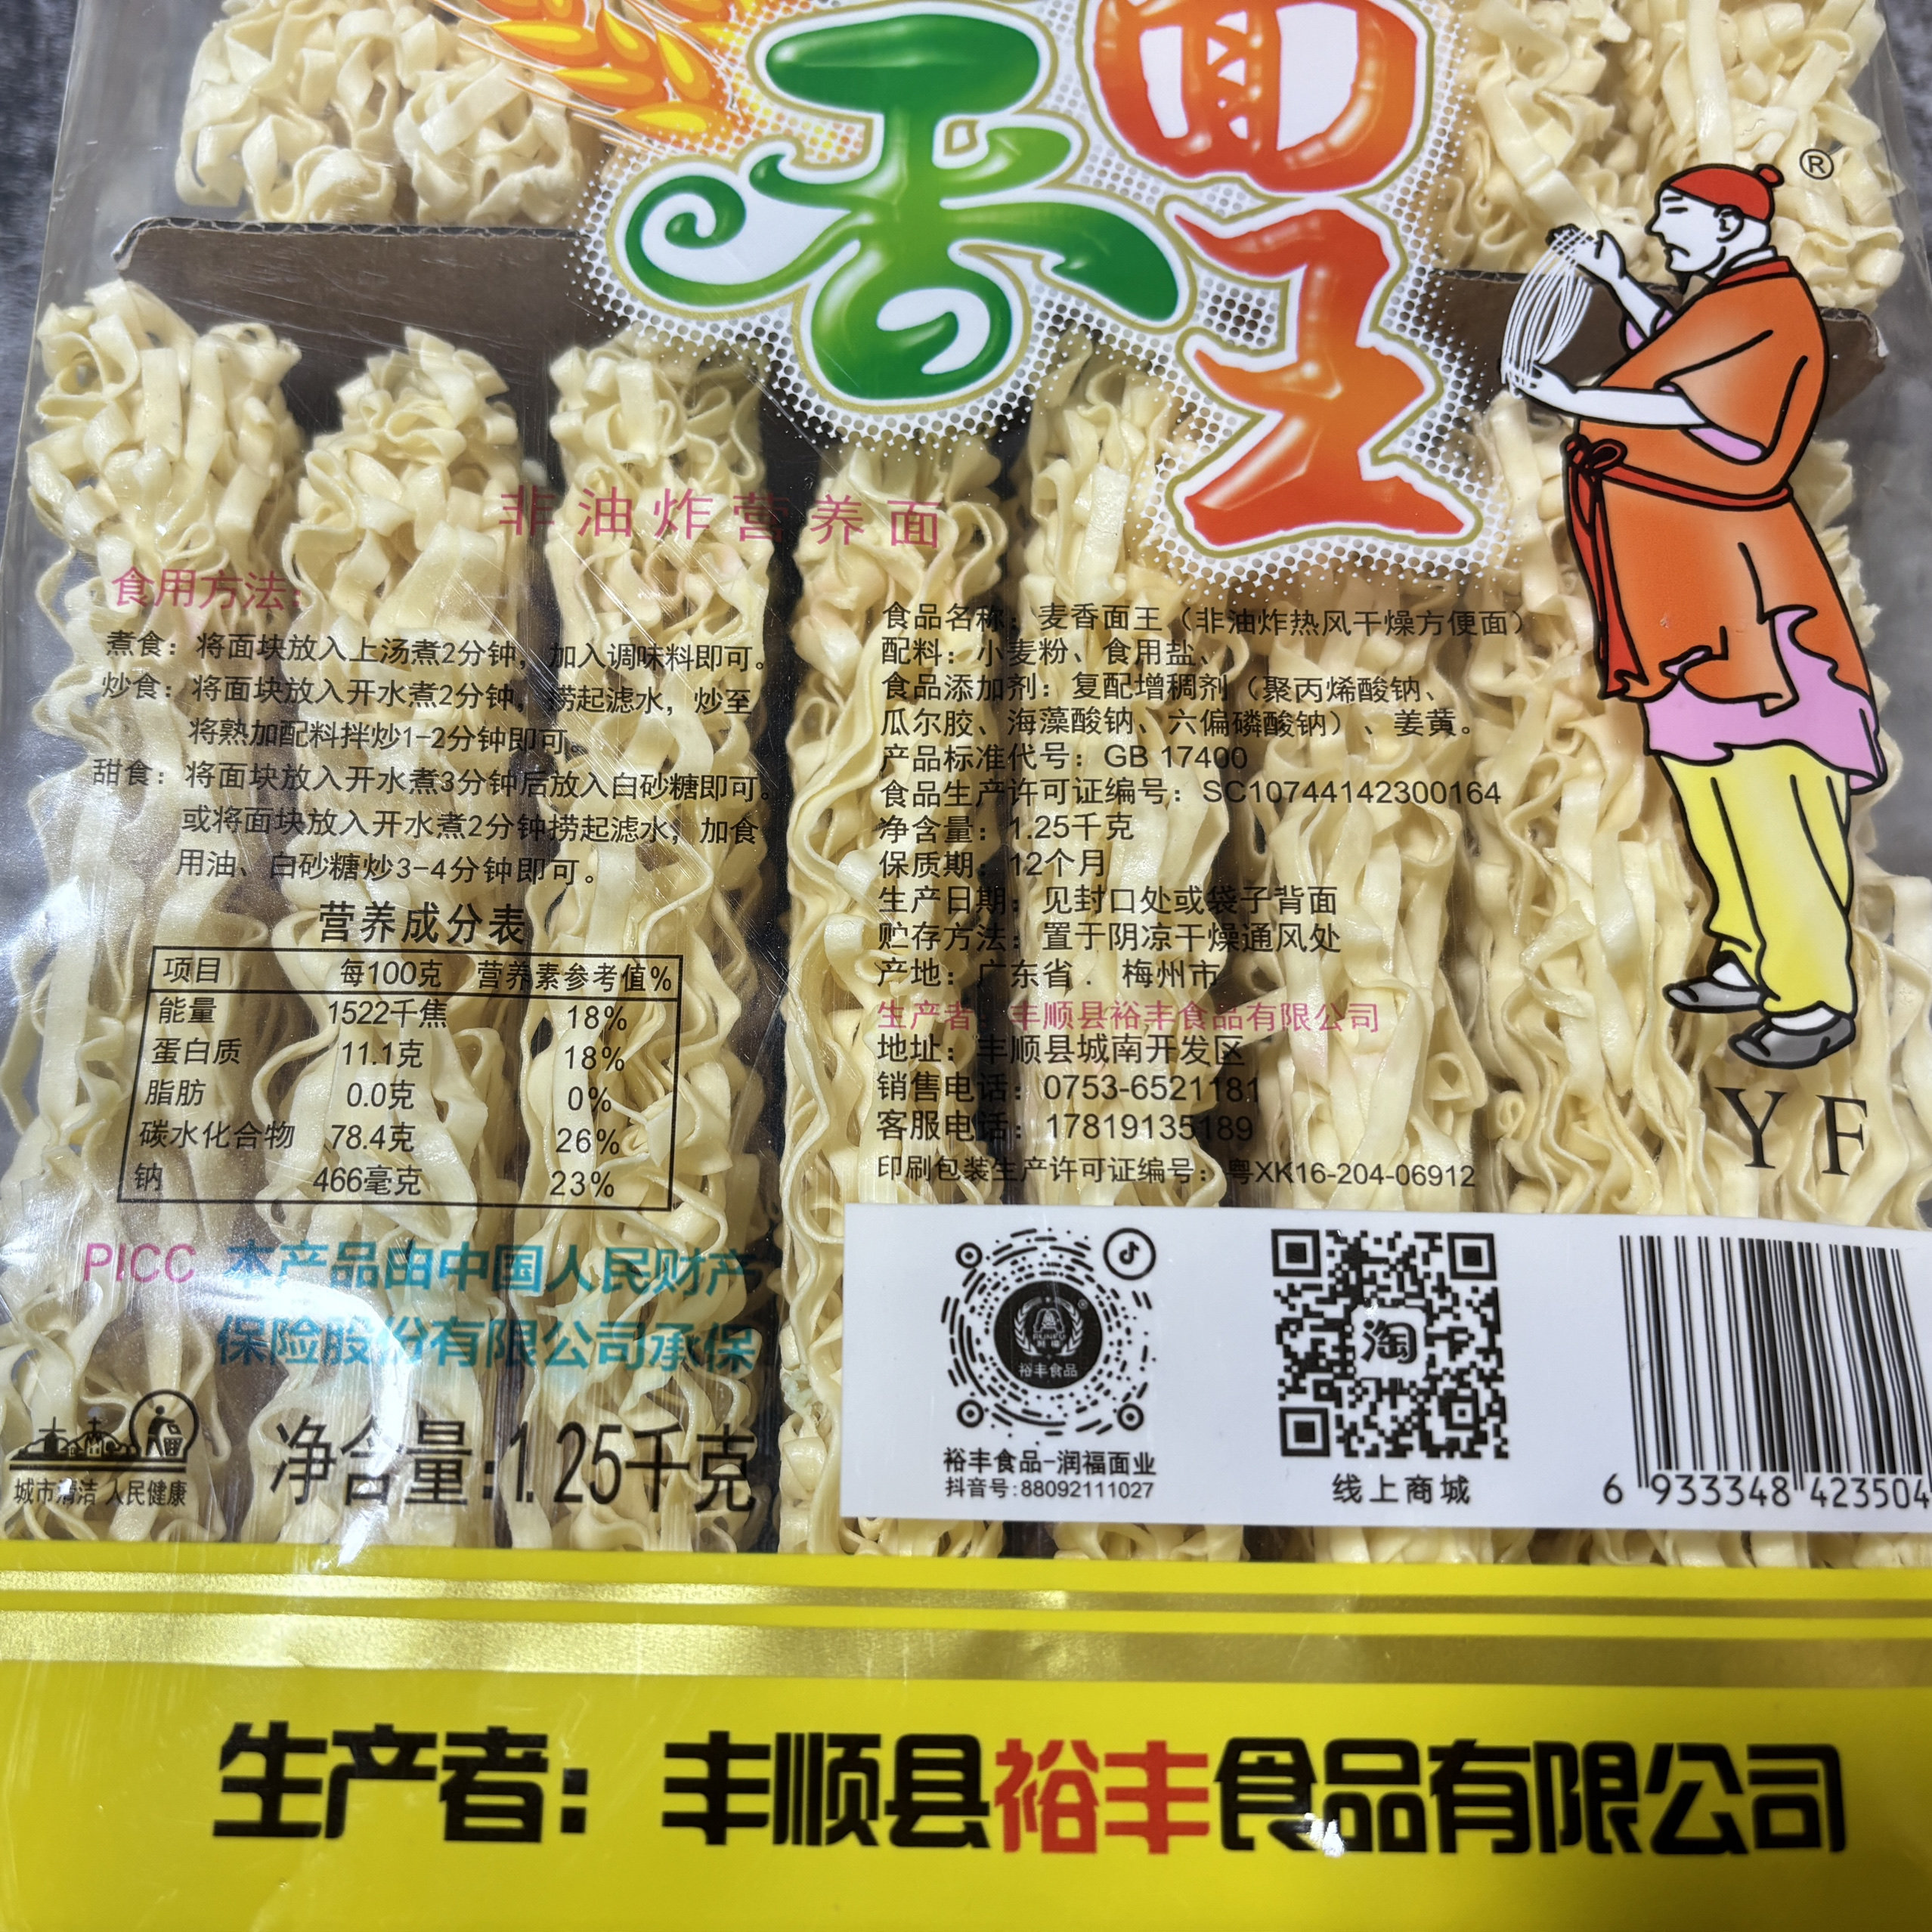 香
面王
®
非油炸营养面
食用方法:
煮食：将面块放入上汤煮2分钟，加入调味料即可。
炒食：将面块放入开水煮2分钟，捞起滤水，炒至
将熟加配料拌炒1-2分钟即可。
甜食：将面块放入开水煮3分钟后放入白砂糖即可。
或将面块放入开水煮2分钟捞起滤水，加食
用油、白砂糖炒3-4分钟即可。
营养成分表
项目 每100克 营养素参考值%
能量 1522千焦 18%
蛋白质 11.1克 18%
脂肪 0.0克 0%
碳水化合物 78.4克 26%
钠 466毫克 23%
PICC 本产品由中国人民财产
保险股份有限公司承保
城市清洁 人民健康
净含量:1.25千克
食品名称：麦香面王（非油炸热风干燥方便面）
配料：小麦粉、食用盐、
食品添加剂：复配增稠剂（聚丙烯酸钠、
瓜尔胶、海藻酸钠、六偏磷酸钠）、姜黄。
产品标准代号：GB 17400
食品生产许可证编号：SC10744142300164
净含量：1.25千克
保质期：12个月
生产日期：见封口处或袋子背面
贮存方法：置于阴凉干燥通风处
产地：广东省．梅州市
生产者：丰顺县裕丰食品有限公司
地址：丰顺县城南开发区
销售电话：0753-6521181
客服电话：17819135189
印刷包装生产许可证编号：粤XK16-204-06912
Y F
裕丰食品
裕丰食品-润福面业
抖音号:88092111027
淘
线上商城
6 933348 423504
生产者：丰顺县裕丰食品有限公司